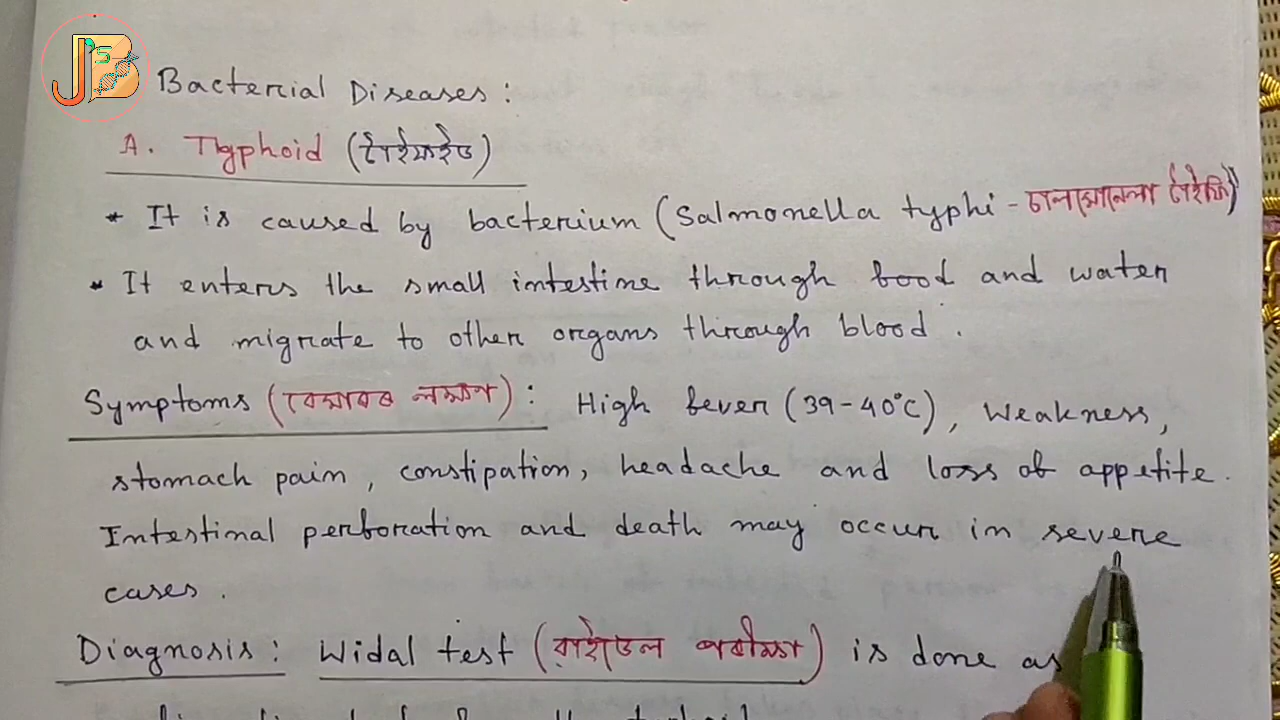 JSB
Bacterial Diseases:
A. Typhoid (টাইফইড)
* It is caused by bacterium (Salmonella typhi - চালমোনেলা টাইফি)
* It enters the small intestine through food and water
and migrate to other organs through blood.
Symptoms (বেমাৰৰ লক্ষণ): High fever (39-40°C), Weakness,
stomach pain, constipation, headache and loss of appetite.
Intestinal perforation and death may occur in severe
cases.
Diagnosis: Widal test (ৱাইডেল পৰীক্ষা) is done as